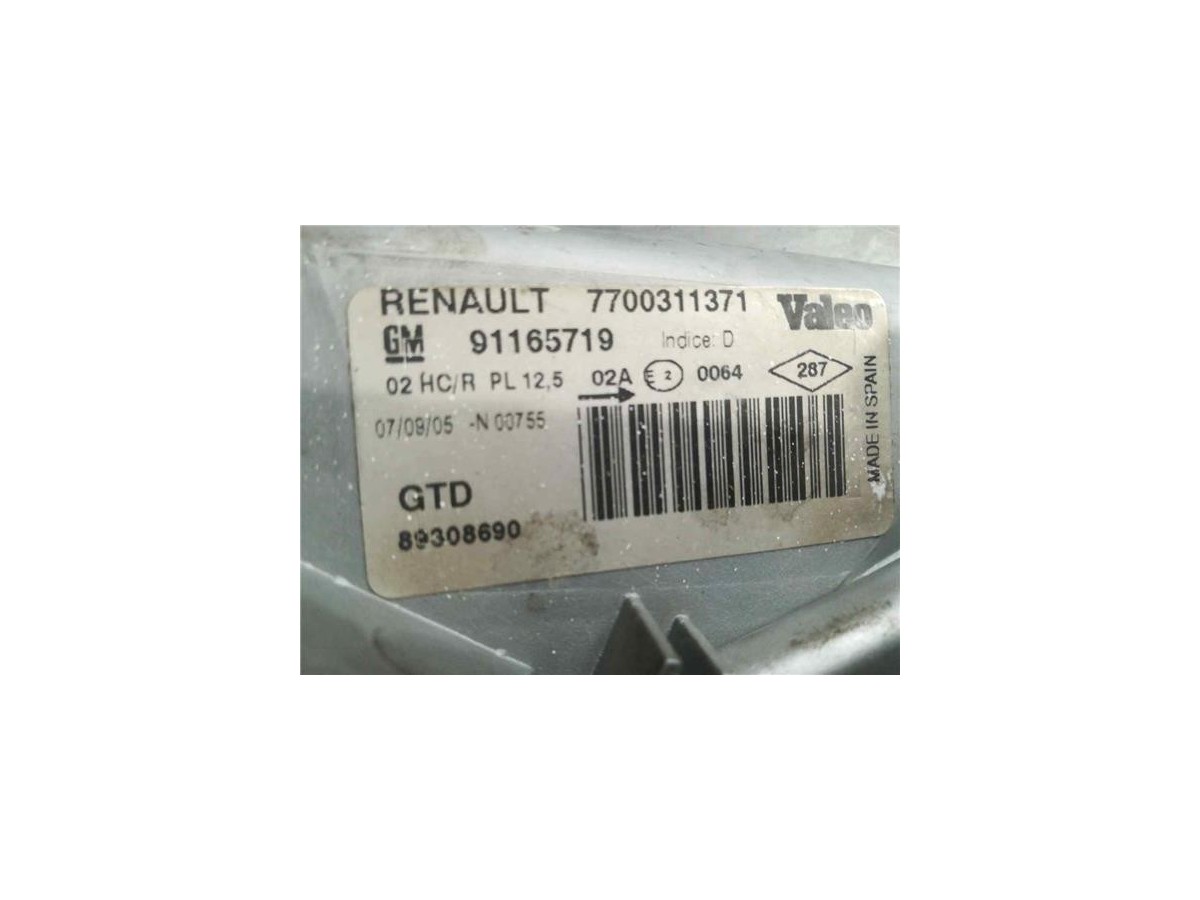 RENAULT 7700311371 Valeo
GM 91165719 Indice: D
02 HC/R PL 12,5 02A E2 0064 287
07/09/05 -N 00755
GTD
89308690
MADE IN SPAIN